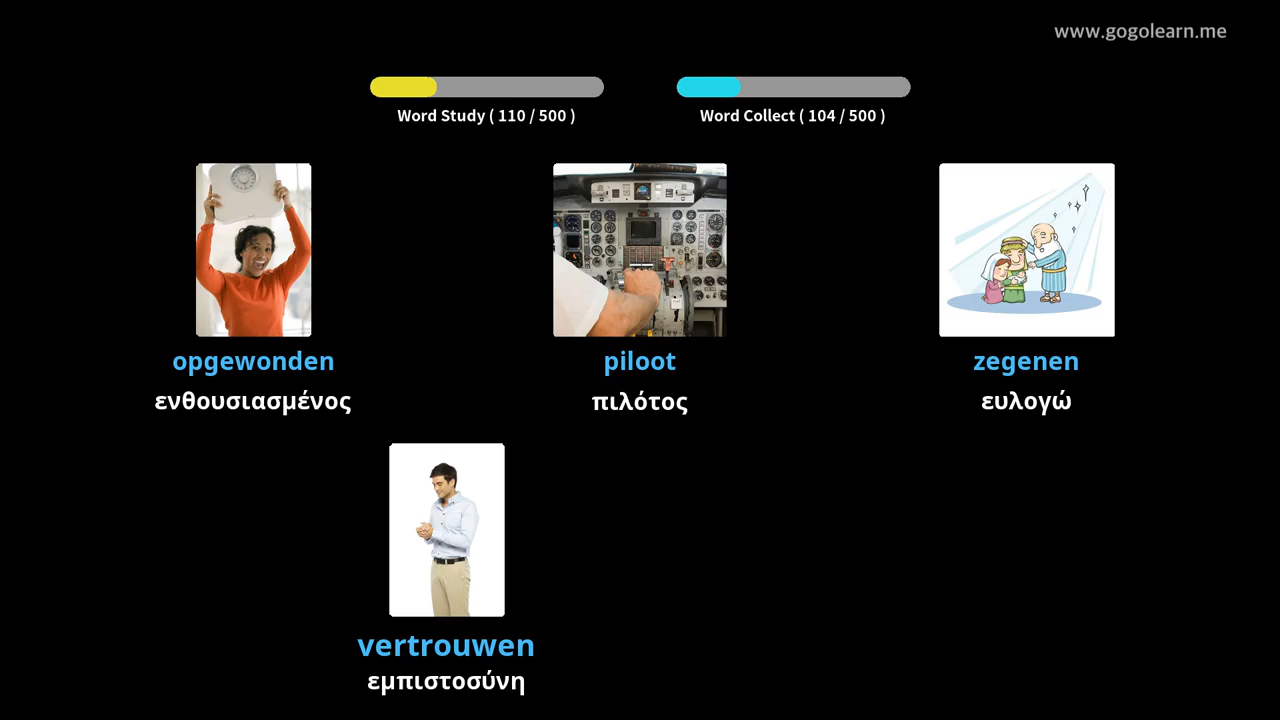 www.gogolearn.me
Word Study ( 110 / 500 )
Word Collect ( 104 / 500 )
opgewonden
ενθουσιασμένος
piloot
πιλότος
zegenen
ευλογώ
vertrouwen
εμπιστοσύνη